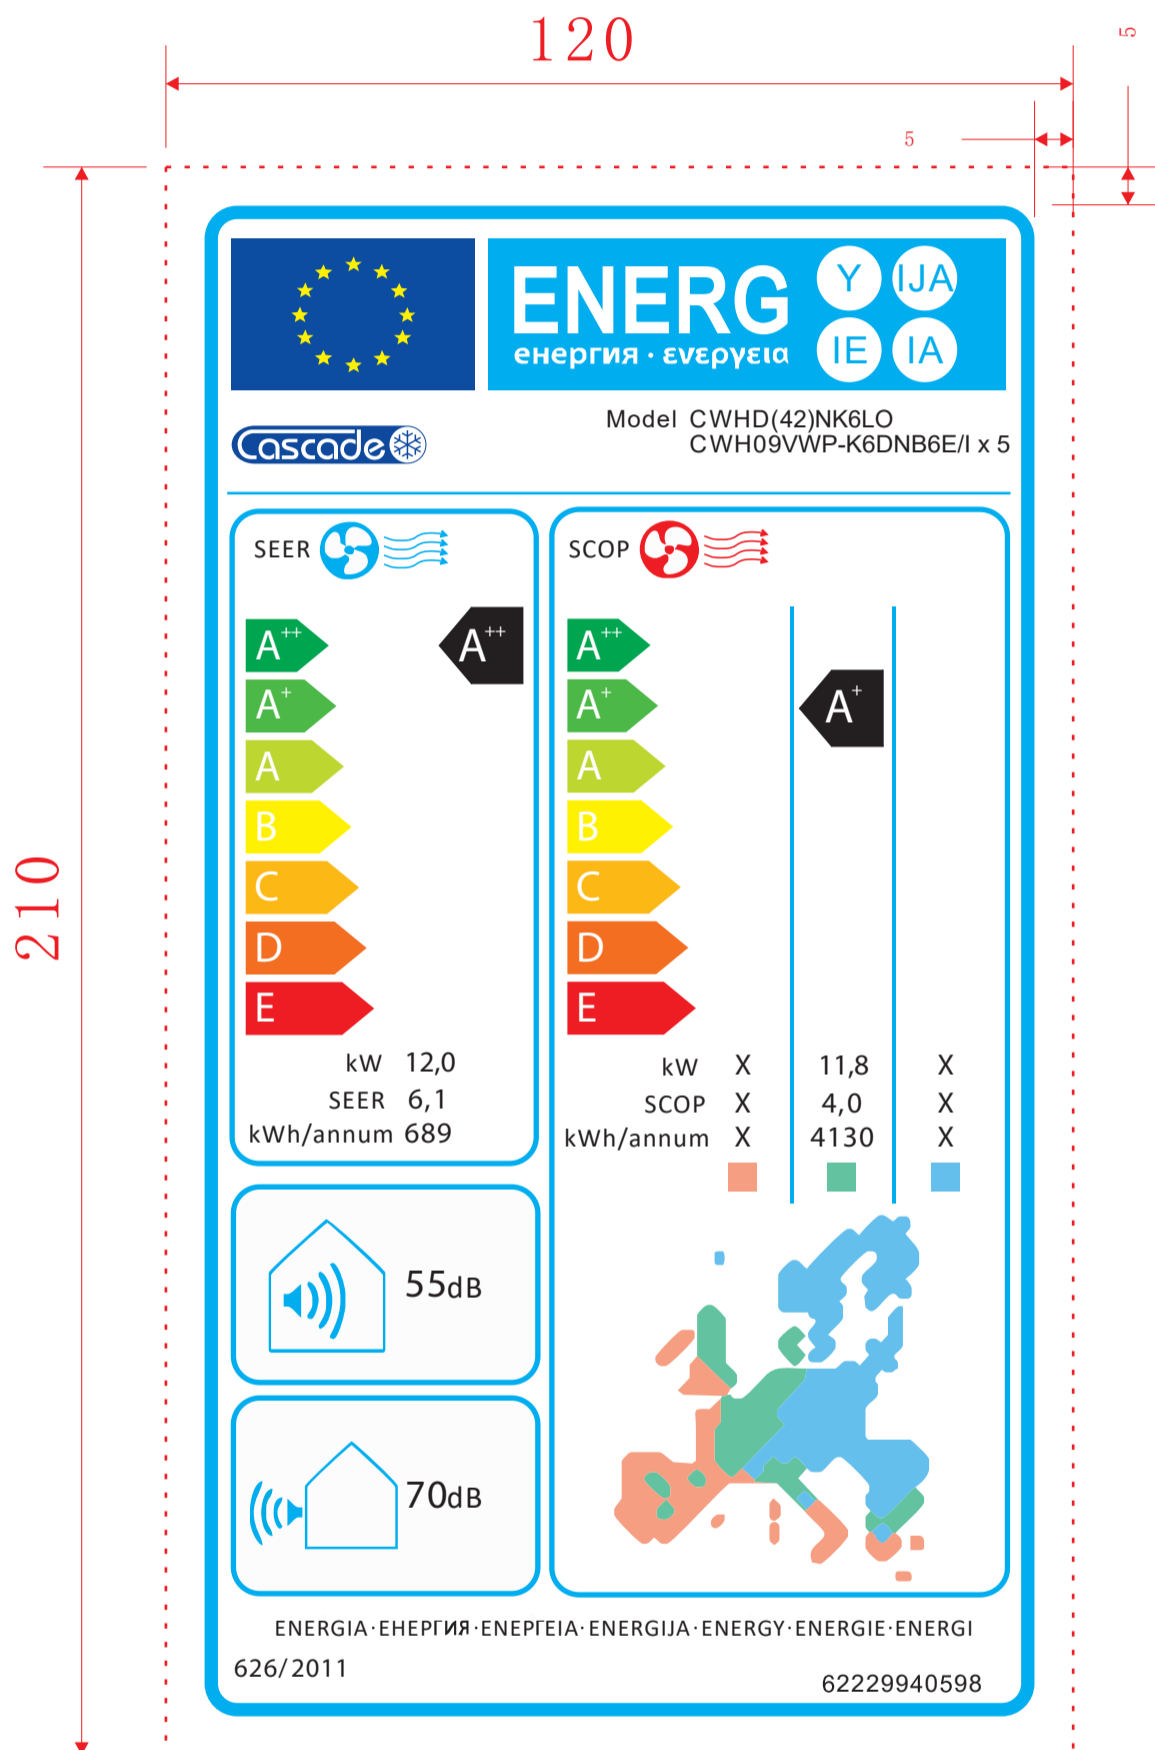 120
5
5
210
ENERG
енергия · ενεργεια
Y IJA
IE IA
Cascade
Model CWHD(42)NK6LO
CWH09VWP-K6DNB6E/I x 5
SEER
A++
A+
A
B
C
D
E
A++
kW 12,0
SEER 6,1
kWh/annum 689
SCOP
A++
A+
A
B
C
D
E
A+
kW X 11,8 X
SCOP X 4,0 X
kWh/annum X 4130 X
55dB
70dB
ENERGIA·ЕНЕРГИЯ·ΕΝΕΡΓΕΙΑ·ENERGIJA·ENERGY·ENERGIE·ENERGI
626/2011
62229940598